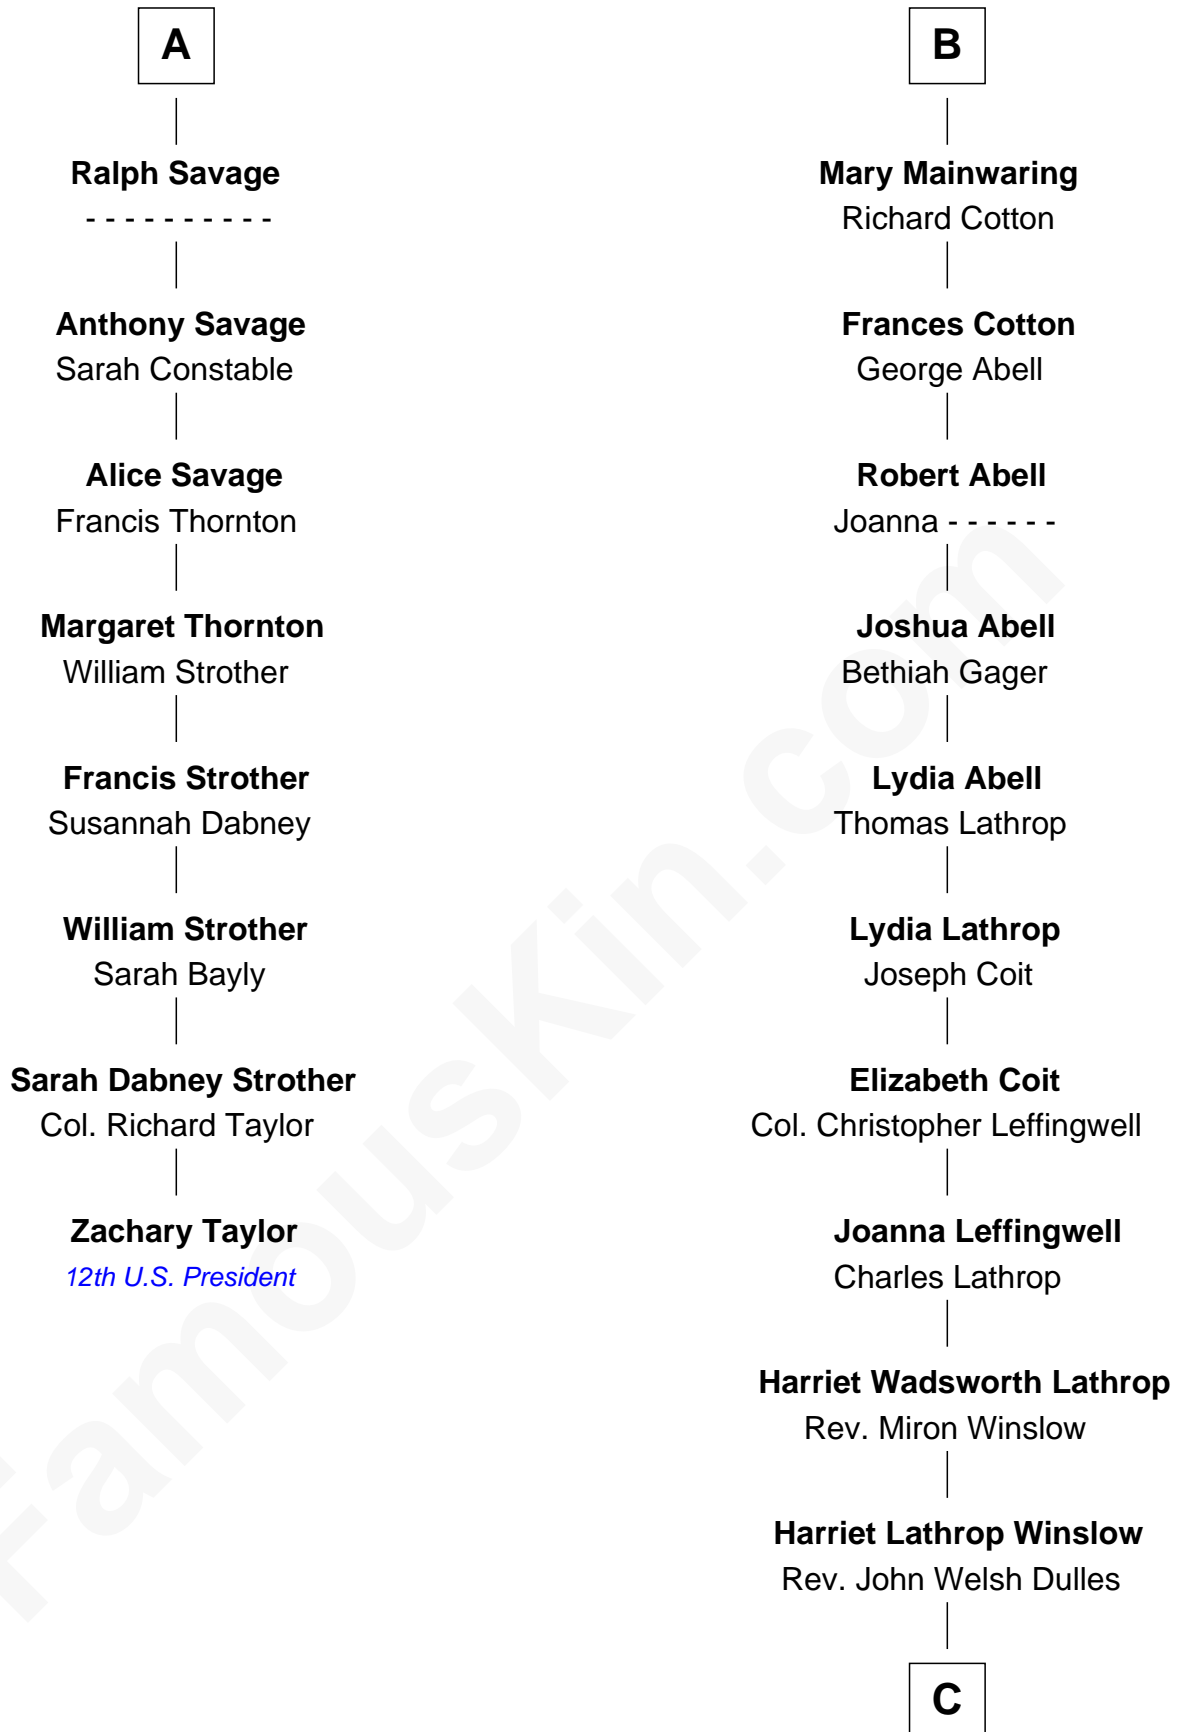 A
Ralph Savage
- - - - - - - - - -
Anthony Savage
Sarah Constable
Alice Savage
Francis Thornton
Margaret Thornton
William Strother
Francis Strother
Susannah Dabney
William Strother
Sarah Bayly
Sarah Dabney Strother
Col. Richard Taylor
Zachary Taylor
12th U.S. President
B
Mary Mainwaring
Richard Cotton
Frances Cotton
George Abell
Robert Abell
Joanna - - - - - -
Joshua Abell
Bethiah Gager
Lydia Abell
Thomas Lathrop
Lydia Lathrop
Joseph Coit
Elizabeth Coit
Col. Christopher Leffingwell
Joanna Leffingwell
Charles Lathrop
Harriet Wadsworth Lathrop
Rev. Miron Winslow
Harriet Lathrop Winslow
Rev. John Welsh Dulles
C
FamousKin.com